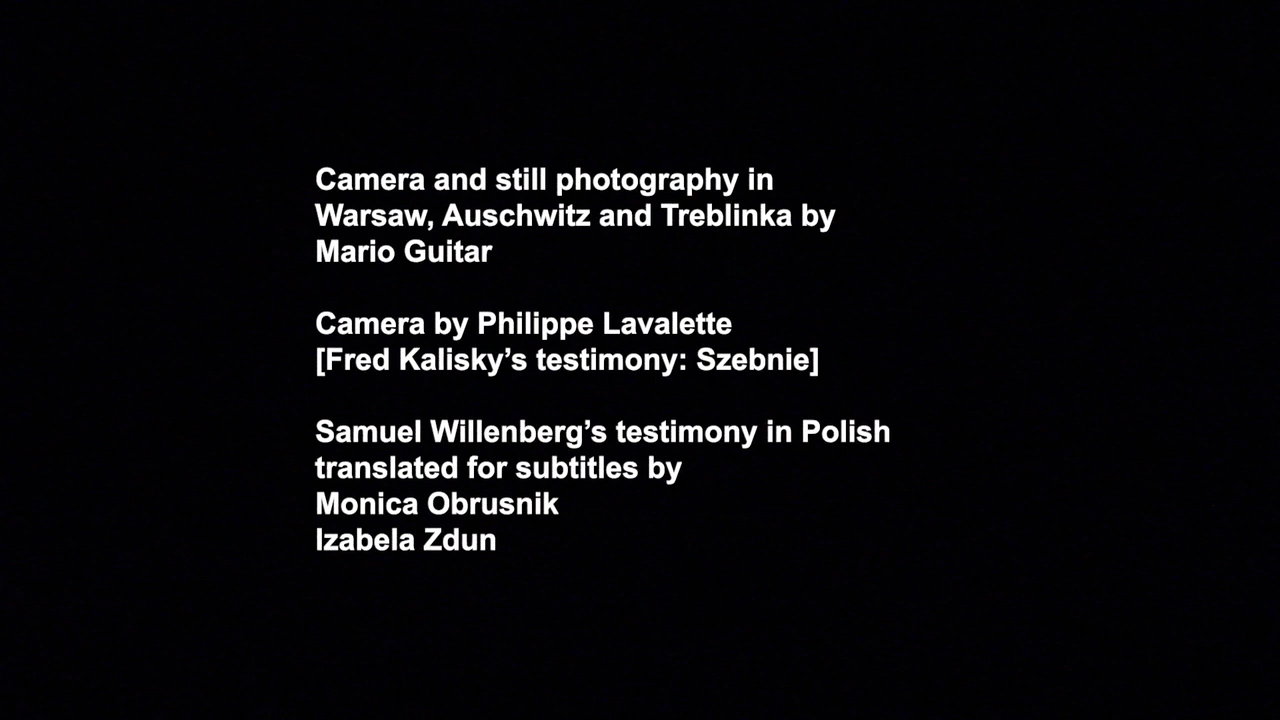 Camera and still photography in
Warsaw, Auschwitz and Treblinka by
Mario Guitar
Camera by Philippe Lavalette
[Fred Kalisky’s testimony: Szebnie]
Samuel Willenberg’s testimony in Polish
translated for subtitles by
Monica Obrusnik
Izabela Zdun